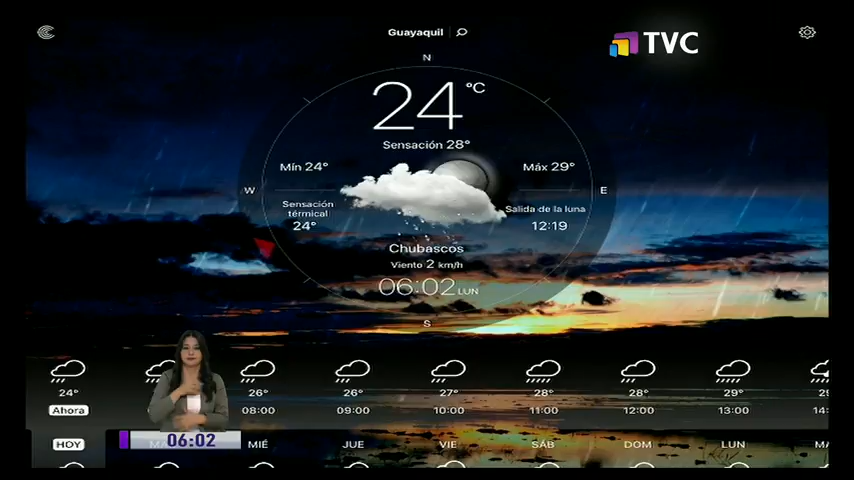 Guayaquil
TVC
N
24 °C
Sensación 28°
Mín 24°
Máx 29°
W
E
Sensación
térmical
24°
Salida de la luna
12:19
Chubascos
Viento 2 km/h
06:02 LUN
S
24° 26° 26° 27° 28° 28° 29°
Ahora 08:00 09:00 10:00 11:00 12:00 13:00 14:
HOY MIÉ JUE VIE SÁB DOM LUN
06:02